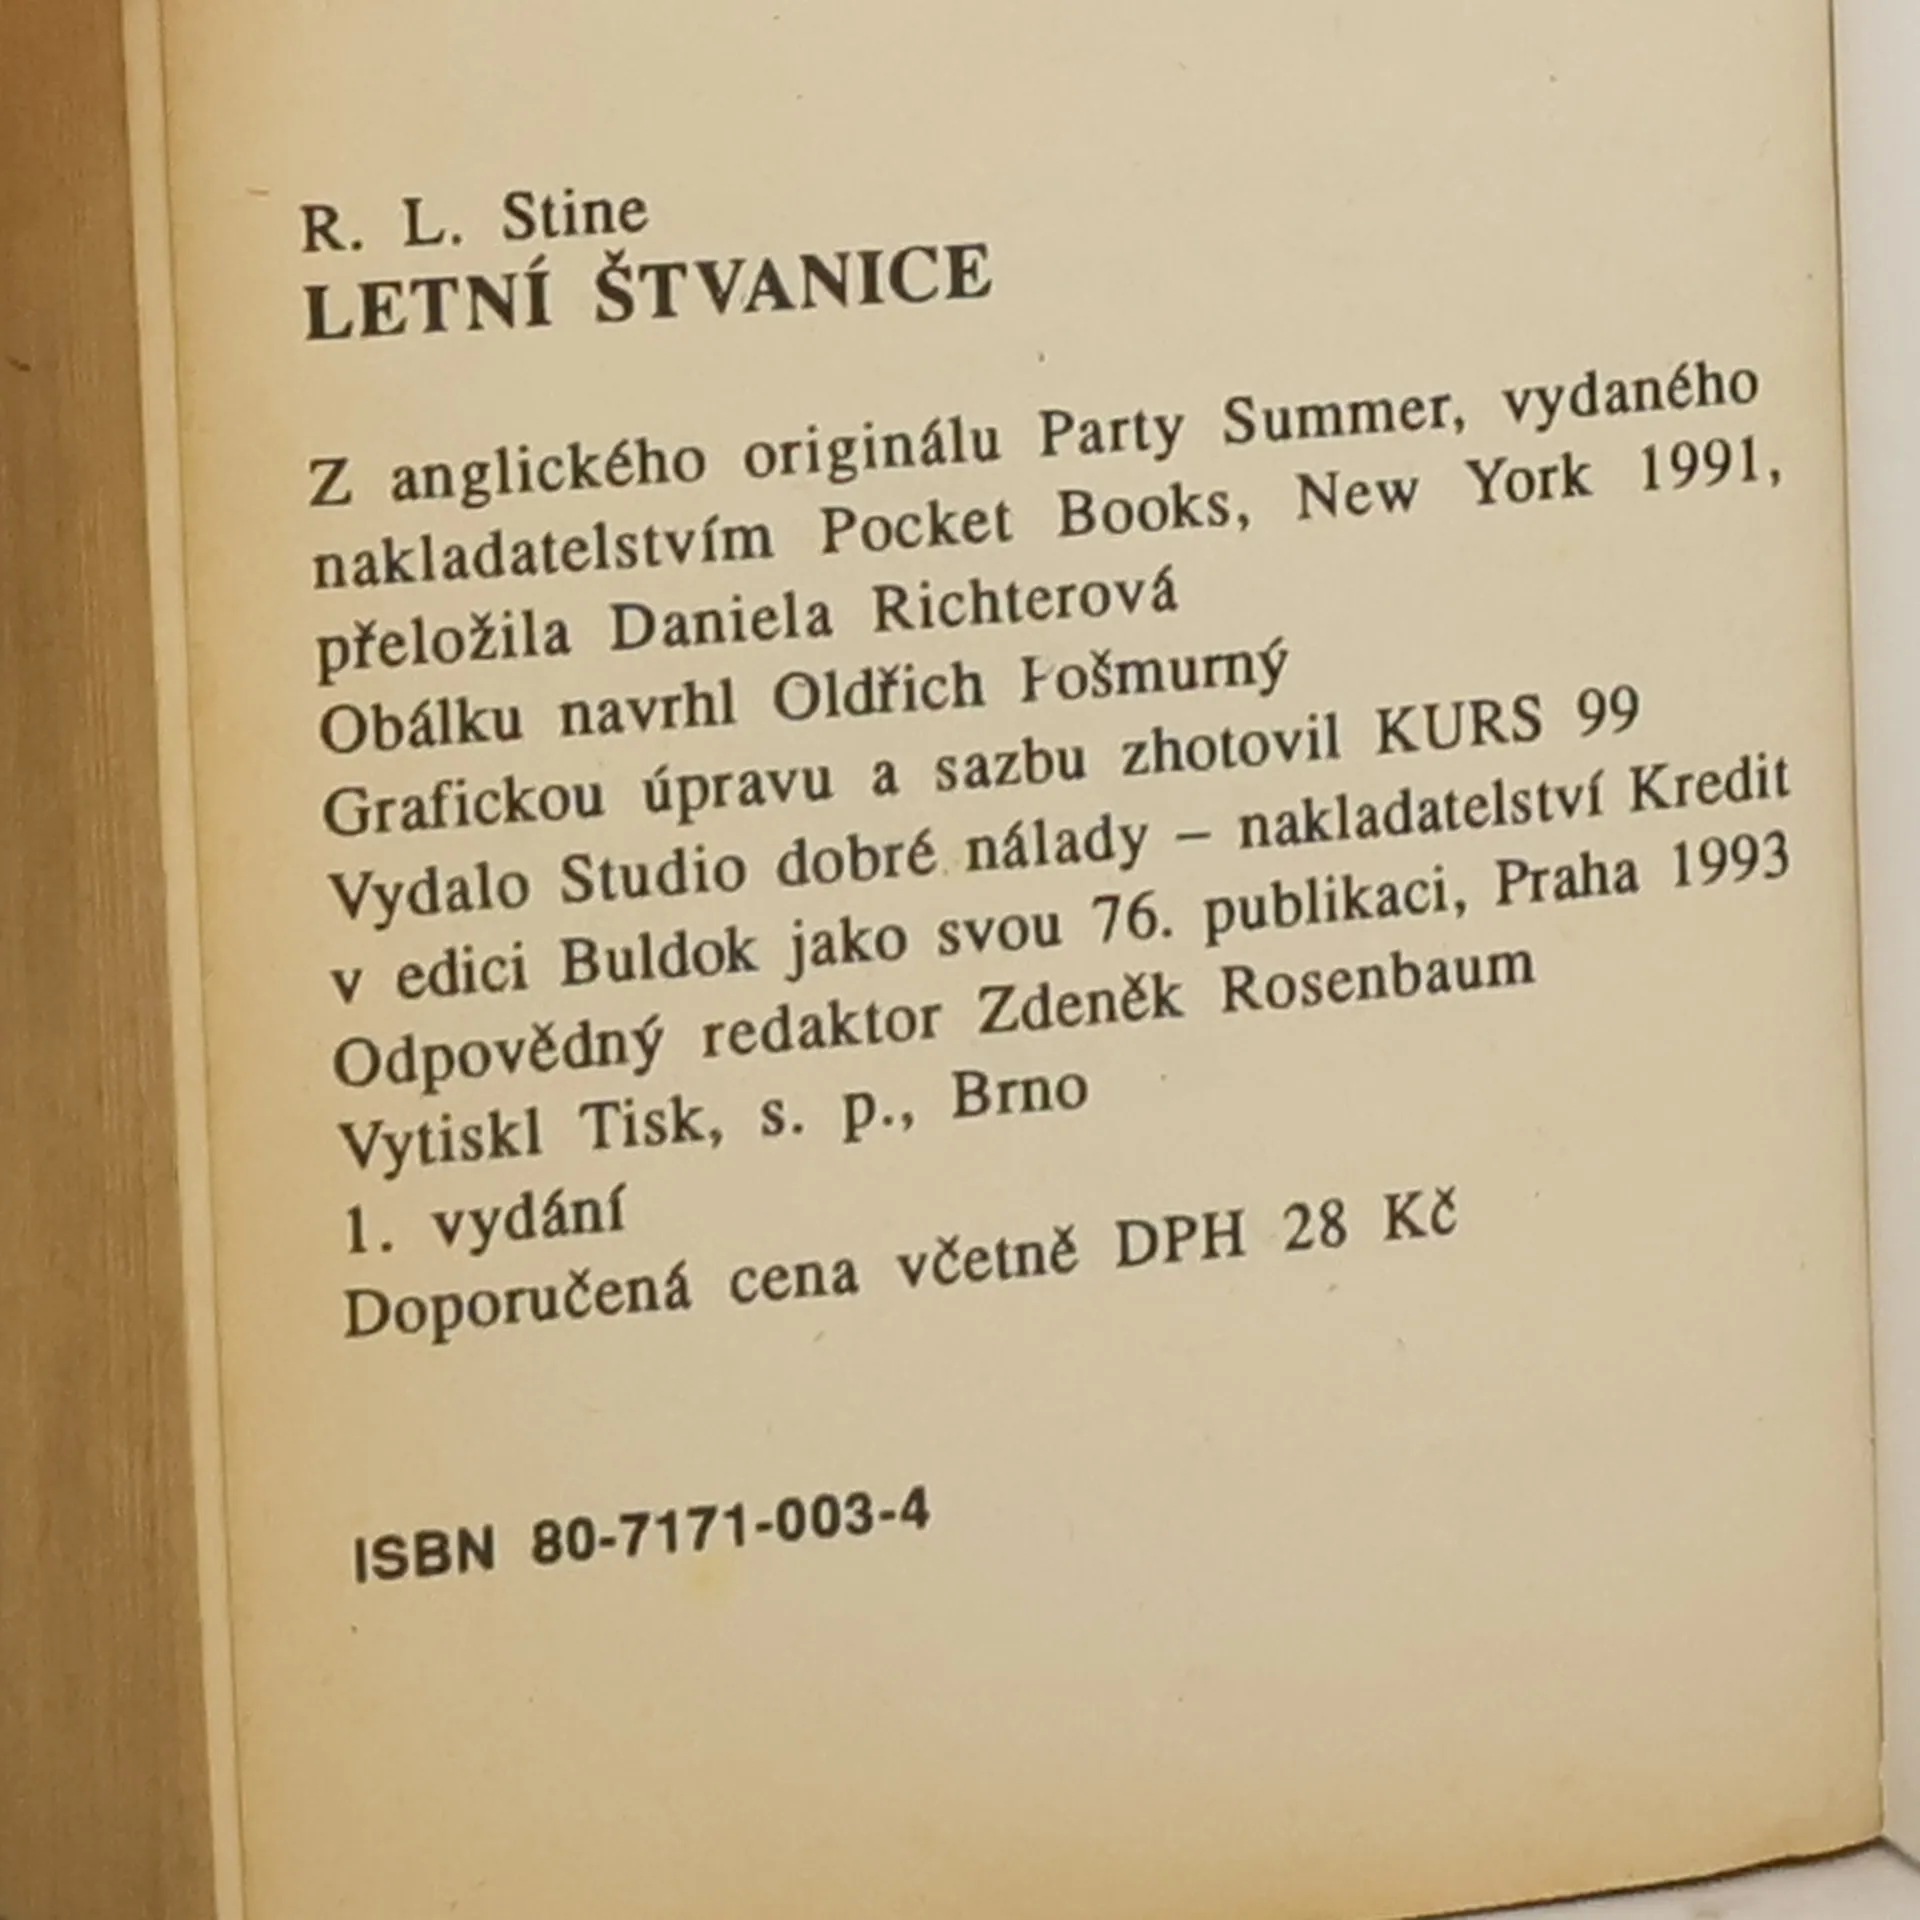 R. L. Stine
LETNÍ ŠTVANICE
Z anglického originálu Party Summer, vydaného
nakladatelstvím Pocket Books, New York 1991,
přeložila Daniela Richterová
Obálku navrhl Oldřich Pošmurný
Grafickou úpravu a sazbu zhotovil KURS 99
Vydalo Studio dobré nálady – nakladatelství Kredit
v edici Buldok jako svou 76. publikaci, Praha 1993
Odpovědný redaktor Zdeněk Rosenbaum
Vytiskl Tisk, s. p., Brno
1. vydání
Doporučená cena včetně DPH 28 Kč
ISBN 80-7171-003-4